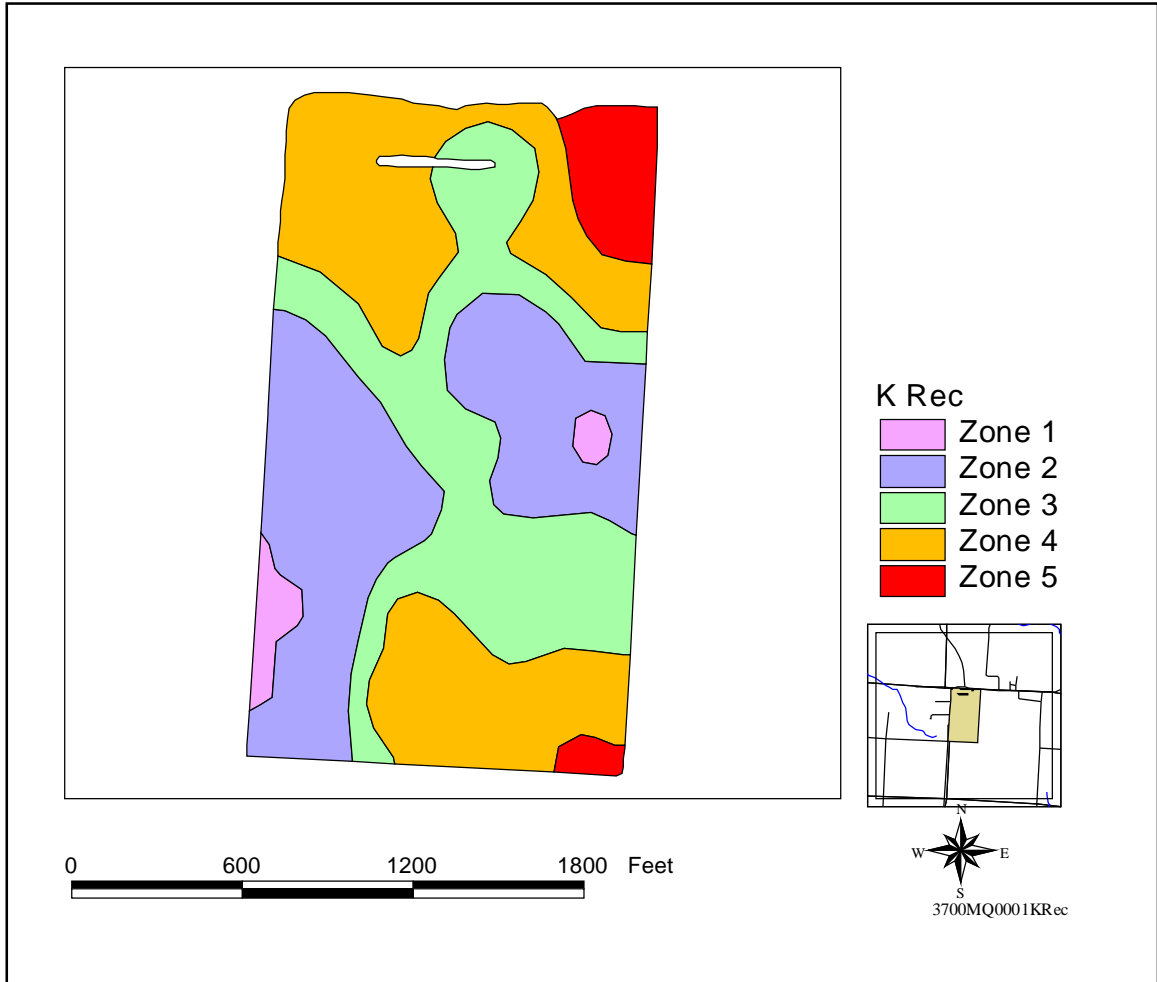 K Rec
Zone 1
Zone 2
Zone 3
Zone 4
Zone 5
N
W E
S
3700MQ0001KRec
0 600 1200 1800 Feet